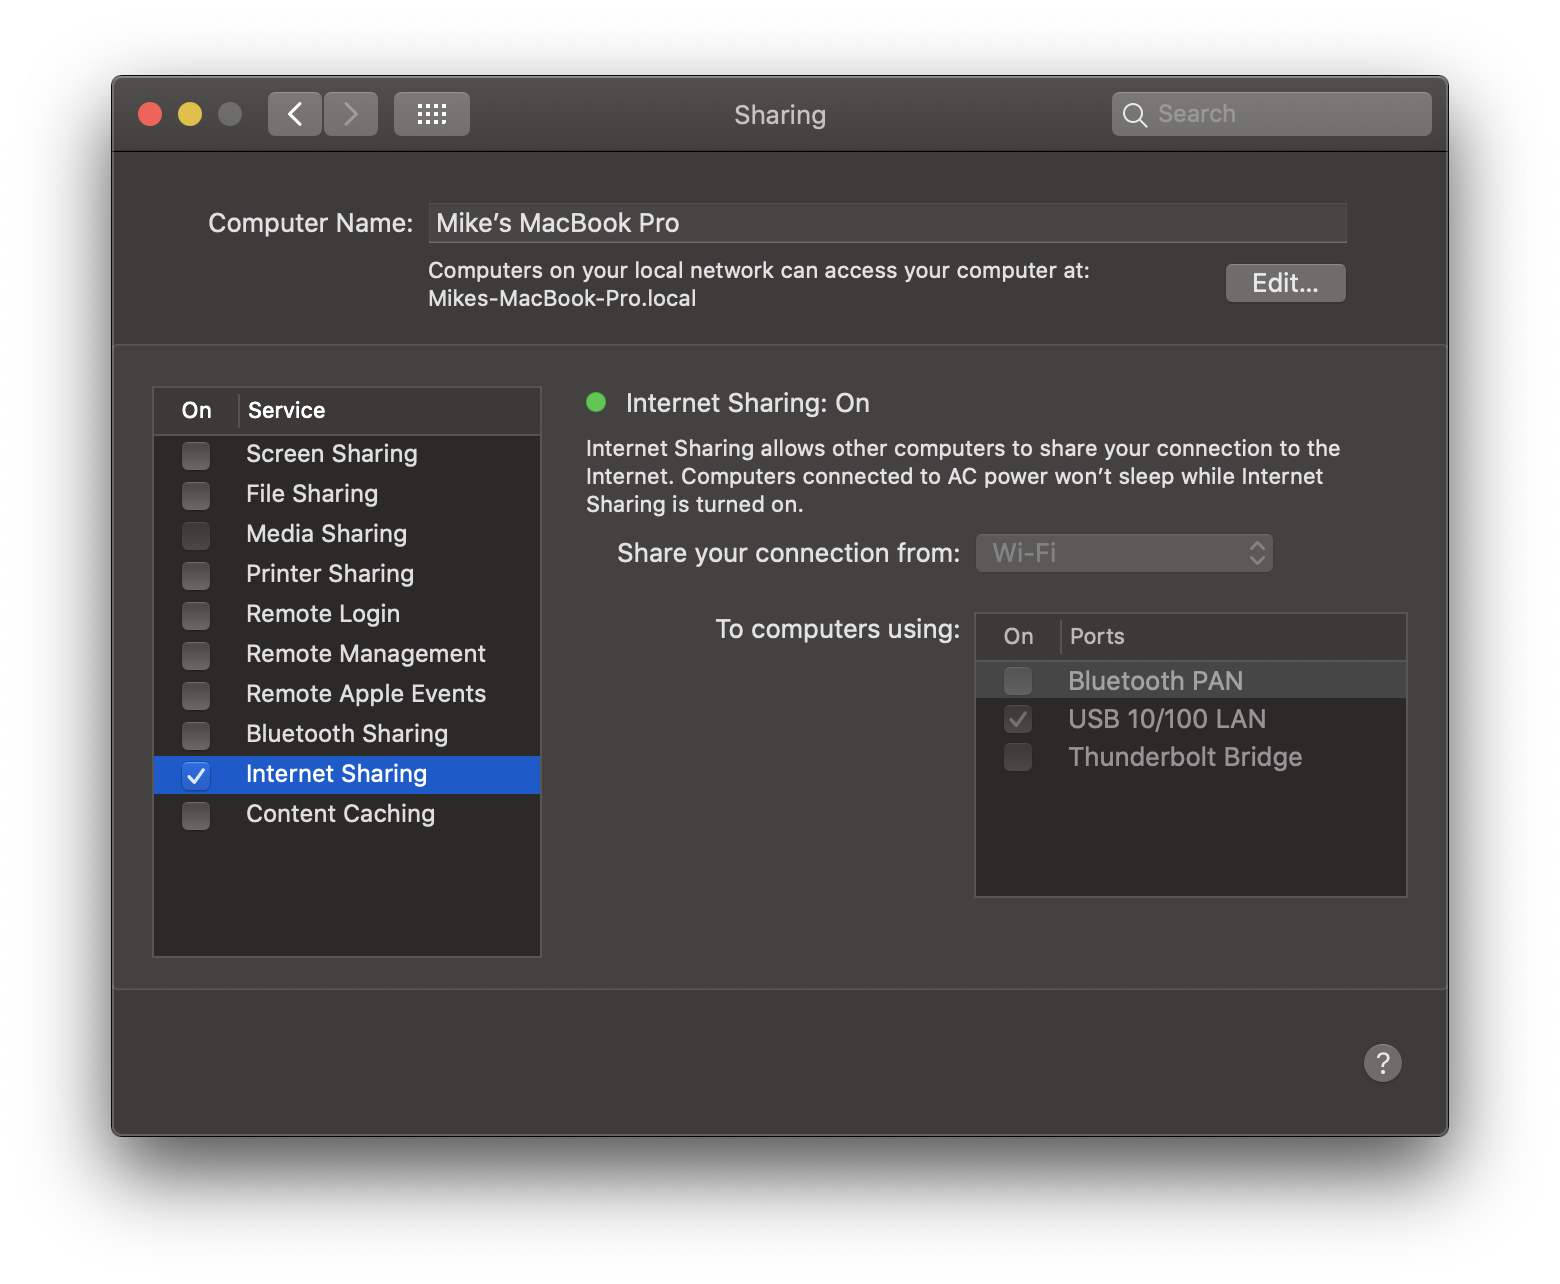 Sharing
Search
Computer Name:
Mike’s MacBook Pro
Computers on your local network can access your computer at:
Mikes-MacBook-Pro.local
Edit...
On
Service
Screen Sharing
File Sharing
Media Sharing
Printer Sharing
Remote Login
Remote Management
Remote Apple Events
Bluetooth Sharing
Internet Sharing
Content Caching
Internet Sharing: On
Internet Sharing allows other computers to share your connection to the
Internet. Computers connected to AC power won’t sleep while Internet
Sharing is turned on.
Share your connection from:
Wi-Fi
To computers using:
On
Ports
Bluetooth PAN
USB 10/100 LAN
Thunderbolt Bridge
?